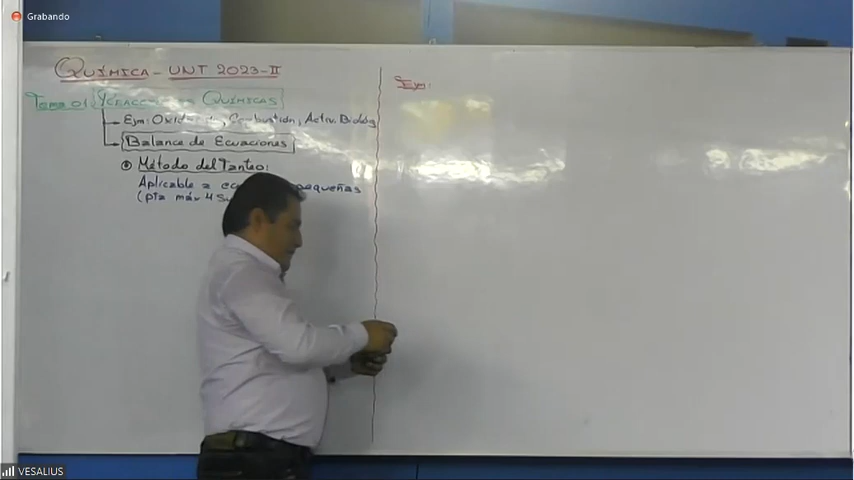 Grabando
QUÍMICA - UNT 2023-II
Tema 01 QUÍMICAS
Ejm: Combustión, Activ. Biológ
Balance de Ecuaciones
Método del Tanteo:
Aplicable a pequeñas
(pta máx 4
Ejm:
VESALIUS